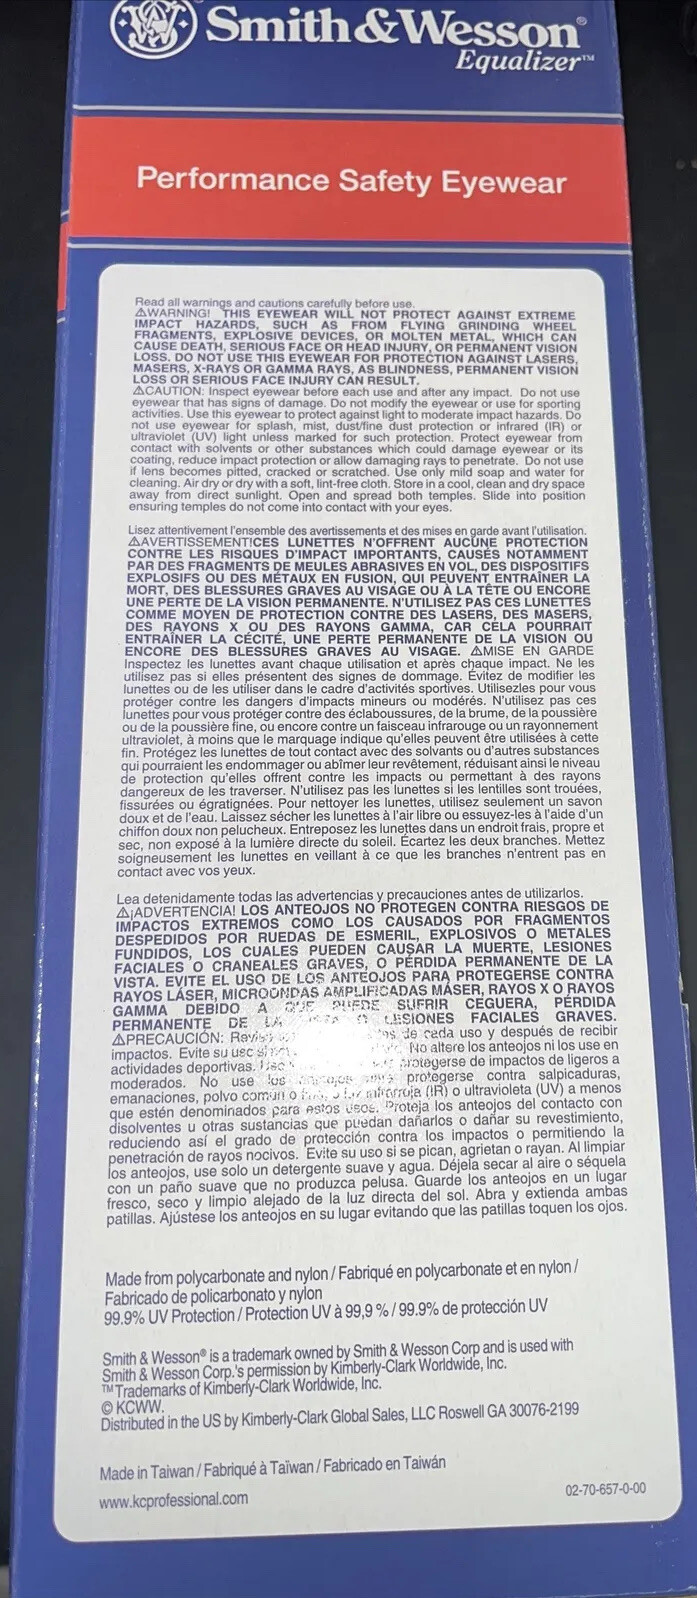 SW
Smith & Wesson®
Equalizer™
Performance Safety Eyewear
Read all warnings and cautions carefully before use.
⚠WARNING! THIS EYEWEAR WILL NOT PROTECT AGAINST EXTREME
IMPACT HAZARDS, SUCH AS FROM FLYING GRINDING WHEEL
FRAGMENTS, EXPLOSIVE DEVICES, OR MOLTEN METAL, WHICH CAN
CAUSE DEATH, SERIOUS FACE OR HEAD INJURY, OR PERMANENT VISION
LOSS. DO NOT USE THIS EYEWEAR FOR PROTECTION AGAINST LASERS,
MASERS, X-RAYS OR GAMMA RAYS, AS BLINDNESS, PERMANENT VISION
LOSS OR SERIOUS FACE INJURY CAN RESULT.
⚠CAUTION: Inspect eyewear before each use and after any impact. Do not use
eyewear that has signs of damage. Do not modify the eyewear or use for sporting
activities. Use this eyewear to protect against light to moderate impact hazards. Do
not use eyewear for splash, mist, dust/fine dust protection or infrared (IR) or
ultraviolet (UV) light unless marked for such protection. Protect eyewear from
contact with solvents or other substances which could damage eyewear or its
coating, reduce impact protection or allow damaging rays to penetrate. Do not use
if lens becomes pitted, cracked or scratched. Use only mild soap and water for
cleaning. Air dry or dry with a soft, lint-free cloth. Store in a cool, clean and dry space
away from direct sunlight. Open and spread both temples. Slide into position
ensuring temples do not come into contact with your eyes.
Lisez attentivement l'ensemble des avertissements et des mises en garde avant l'utilisation.
⚠AVERTISSEMENT!CES LUNETTES N'OFFRENT AUCUNE PROTECTION
CONTRE LES RISQUES D'IMPACT IMPORTANTS, CAUSÉS NOTAMMENT
PAR DES FRAGMENTS DE MEULES ABRASIVES EN VOL, DES DISPOSITIFS
EXPLOSIFS OU DES MÉTAUX EN FUSION, QUI PEUVENT ENTRAÎNER LA
MORT, DES BLESSURES GRAVES AU VISAGE OU À LA TÊTE OU ENCORE
UNE PERTE DE LA VISION PERMANENTE. N'UTILISEZ PAS CES LUNETTES
COMME MOYEN DE PROTECTION CONTRE DES LASERS, DES MASERS,
DES RAYONS X OU DES RAYONS GAMMA, CAR CELA POURRAIT
ENTRAÎNER LA CÉCITÉ, UNE PERTE PERMANENTE DE LA VISION OU
ENCORE DES BLESSURES GRAVES AU VISAGE. ⚠MISE EN GARDE
Inspectez les lunettes avant chaque utilisation et après chaque impact. Ne les
utilisez pas si elles présentent des signes de dommage. Évitez de modifier les
lunettes ou de les utiliser dans le cadre d'activités sportives. Utilisezles pour vous
protéger contre les dangers d'impacts mineurs ou modérés. N'utilisez pas ces
lunettes pour vous protéger contre des éclaboussures, de la brume, de la poussière
ou de la poussière fine, ou encore contre un faisceau infrarouge ou un rayonnement
ultraviolet, à moins que le marquage indique qu'elles peuvent être utilisées à cette
fin. Protégez les lunettes de tout contact avec des solvants ou d'autres substances
qui pourraient les endommager ou abîmer leur revêtement, réduisant ainsi le niveau
de protection qu'elles offrent contre les impacts ou permettant à des rayons
dangereux de les traverser. N'utilisez pas les lunettes si les lentilles sont trouées,
fissurées ou égratignées. Pour nettoyer les lunettes, utilisez seulement un savon
doux et de l'eau. Laissez sécher les lunettes à l'air libre ou essuyez-les à l'aide d'un
chiffon doux non pelucheux. Entreposez les lunettes dans un endroit frais, propre et
sec, non exposé à la lumière directe du soleil. Écartez les deux branches. Mettez
soigneusement les lunettes en veillant à ce que les branches n'entrent pas en
contact avec vos yeux.
Lea detenidamente todas las advertencias y precauciones antes de utilizarlos.
⚠¡ADVERTENCIA! LOS ANTEOJOS NO PROTEGEN CONTRA RIESGOS DE
IMPACTOS EXTREMOS COMO LOS CAUSADOS POR FRAGMENTOS
DESPEDIDOS POR RUEDAS DE ESMERIL, EXPLOSIVOS O METALES
FUNDIDOS, LOS CUALES PUEDEN CAUSAR LA MUERTE, LESIONES
FACIALES O CRANEALES GRAVES, O PÉRDIDA PERMANENTE DE LA
VISTA. EVITE EL USO DE LOS ANTEOJOS PARA PROTEGERSE CONTRA
RAYOS LÁSER, MICROONDAS AMPLIFICADAS MÁSER, RAYOS X O RAYOS
GAMMA DEBIDO A QUE PUEDE SUFRIR CEGUERA, PÉRDIDA
PERMANENTE DE LA O LESIONES FACIALES GRAVES.
⚠PRECAUCIÓN: de cada uso y después de recibir
impactos. Evite su uso No altere los anteojos ni los use en
actividades deportivas. protegerse de impactos de ligeros a
moderados. No use los protegerse contra salpicaduras,
emanaciones, polvo común o infrarroja (IR) o ultravioleta (UV) a menos
que estén denominados para estos usos. Proteja los anteojos del contacto con
disolventes u otras sustancias que puedan dañarlos o dañar su revestimiento,
reduciendo así el grado de protección contra los impactos o permitiendo la
penetración de rayos nocivos. Evite su uso si se pican, agrietan o rayan. Al limpiar
los anteojos, use solo un detergente suave y agua. Déjela secar al aire o séquela
con un paño suave que no produzca pelusa. Guarde los anteojos en un lugar
fresco, seco y limpio alejado de la luz directa del sol. Abra y extienda ambas
patillas. Ajústese los anteojos en su lugar evitando que las patillas toquen los ojos.
Made from polycarbonate and nylon / Fabriqué en polycarbonate et en nylon /
Fabricado de policarbonato y nylon
99.9% UV Protection / Protection UV à 99,9 % / 99.9% de protección UV
Smith & Wesson® is a trademark owned by Smith & Wesson Corp and is used with
Smith & Wesson Corp.'s permission by Kimberly-Clark Worldwide, Inc.
™Trademarks of Kimberly-Clark Worldwide, Inc.
© KCWW.
Distributed in the US by Kimberly-Clark Global Sales, LLC Roswell GA 30076-2199
Made in Taiwan / Fabriqué à Taïwan / Fabricado en Taiwán
www.kcprofessional.com
02-70-657-0-00